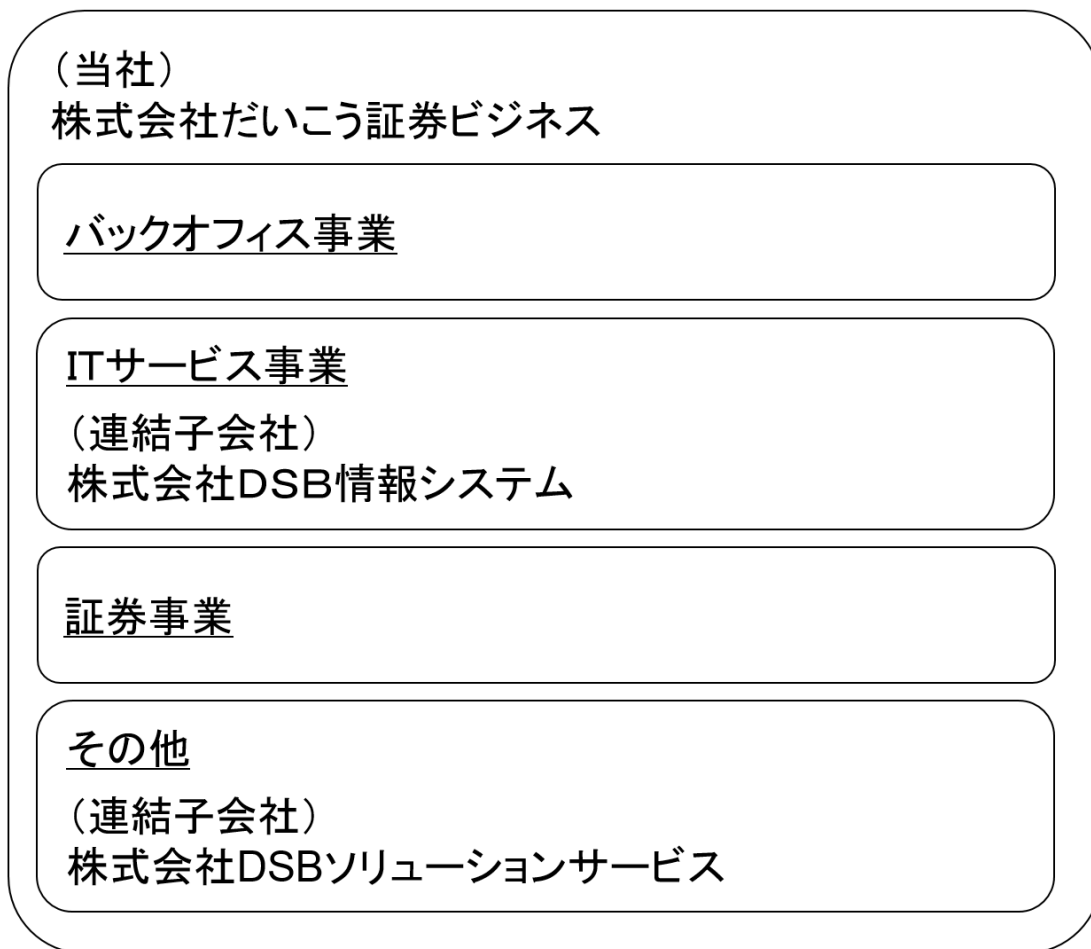 （当社）
株式会社だいこう証券ビジネス
バックオフィス事業
ITサービス事業
（連結子会社）
株式会社ＤＳＢ情報システム
証券事業
その他
（連結子会社）
株式会社DSBソリューションサービス